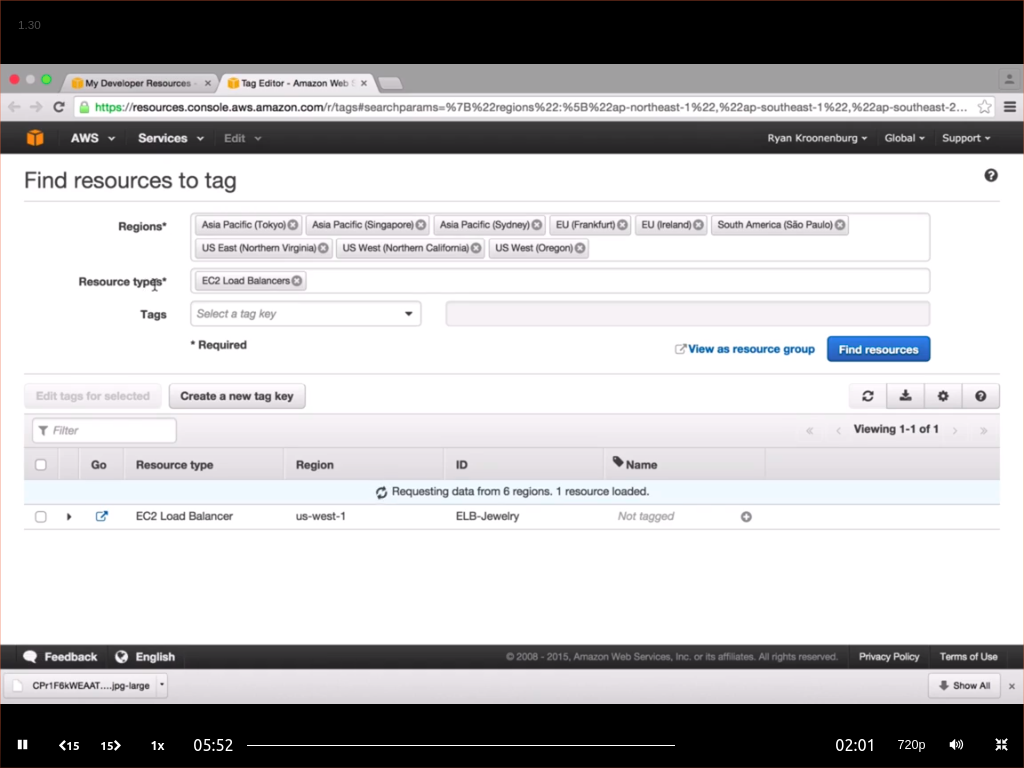 1.30
My Developer Resources -
Tag Editor - Amazon Web S
https://resources.console.aws.amazon.com/r/tags#searchparams=%7B%22regions%22:%5B%22ap-northeast-1%22,%22ap-southeast-1%22,%22ap-southeast-2...
AWS Services Edit Ryan Kroonenburg Global Support
Find resources to tag
Regions* Asia Pacific (Tokyo) Asia Pacific (Singapore) Asia Pacific (Sydney) EU (Frankfurt) EU (Ireland) South America (São Paulo)
US East (Northern Virginia) US West (Northern California) US West (Oregon)
Resource types* EC2 Load Balancers
Tags Select a tag key
* Required View as resource group Find resources
Edit tags for selected Create a new tag key
Filter Viewing 1-1 of 1
Go Resource type Region ID Name
Requesting data from 6 regions. 1 resource loaded.
EC2 Load Balancer us-west-1 ELB-Jewelry Not tagged
Feedback English © 2008 - 2015, Amazon Web Services, Inc. or its affiliates. All rights reserved. Privacy Policy Terms of Use
CPr1F6kWEAAT....jpg-large Show All
15 15 1x 05:52 02:01 720p